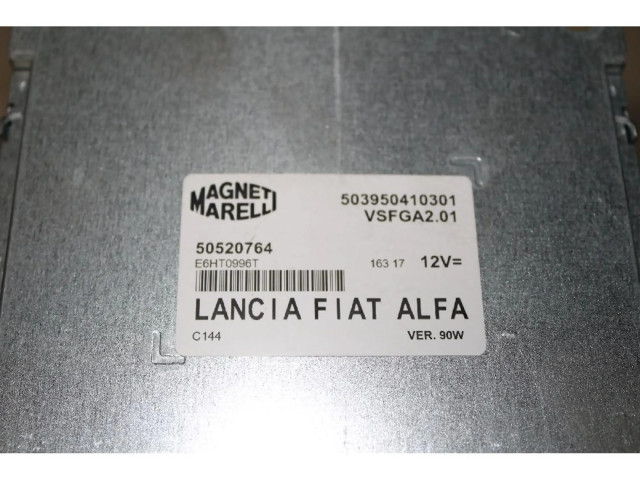 MAGNETI
MARELLI
503950410301
VSFGA2.01
50520764
E6HT0996T
163 17 12V=
LANCIA FIAT ALFA
C144 VER. 90W